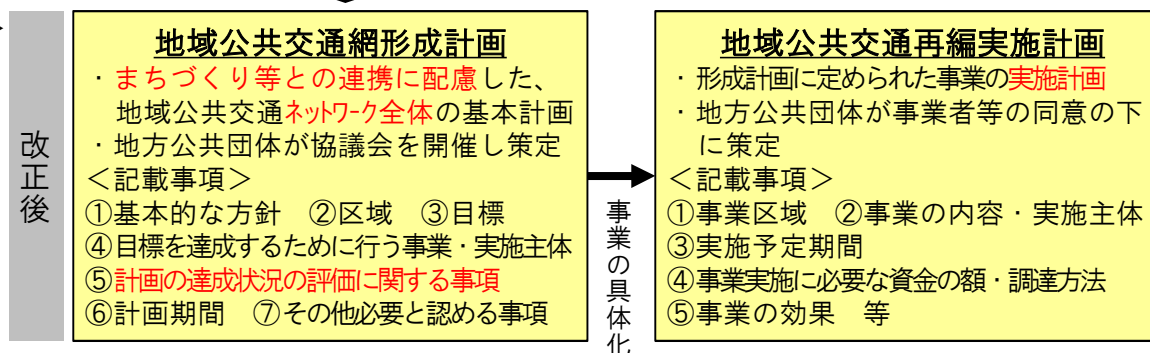 改正後
地域公共交通網形成計画
・まちづくり等との連携に配慮した、
地域公共交通ネットワーク全体の基本計画
・地方公共団体が協議会を開催し策定
＜記載事項＞
①基本的な方針　②区域　③目標
④目標を達成するために行う事業・実施主体
⑤計画の達成状況の評価に関する事項
⑥計画期間　⑦その他必要と認める事項
事業の具体化
地域公共交通再編実施計画
・形成計画に定められた事業の実施計画
・地方公共団体が事業者等の同意の下
に策定
＜記載事項＞
①事業区域　②事業の内容・実施主体
③実施予定期間
④事業実施に必要な資金の額・調達方法
⑤事業の効果　等